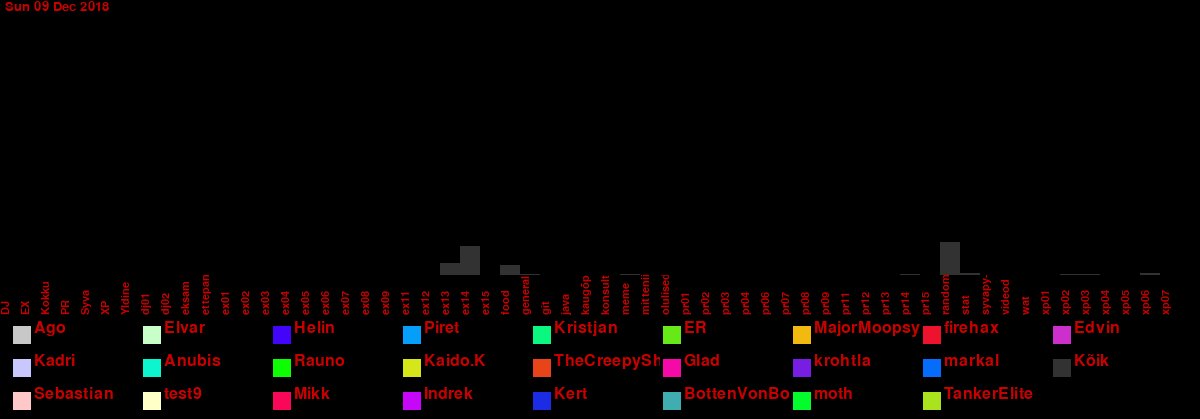 Sun 09 Dec 2018
DJ
EX
Kokku
PR
Syva
XP
Yldine
dj01
dj02
eksam
ettepan
ex01
ex02
ex03
ex04
ex05
ex06
ex07
ex08
ex09
ex11
ex12
ex13
ex14
ex15
food
general
git
java
kaugõp
konsult
meme
mitteni
olulised
pr01
pr02
pr03
pr04
pr06
pr07
pr08
pr09
pr11
pr12
pr13
pr14
pr15
random
stat
syvapy-
videod
wat
xp01
xp02
xp03
xp04
xp05
xp06
xp07
Ago Elvar Helin Piret Kristjan ER MajorMoopsy firehax Edvin
Kadri Anubis Rauno Kaido.K TheCreepySh Glad krohtla markal Kõik
Sebastian test9 Mikk Indrek Kert BottenVonBo moth TankerElite